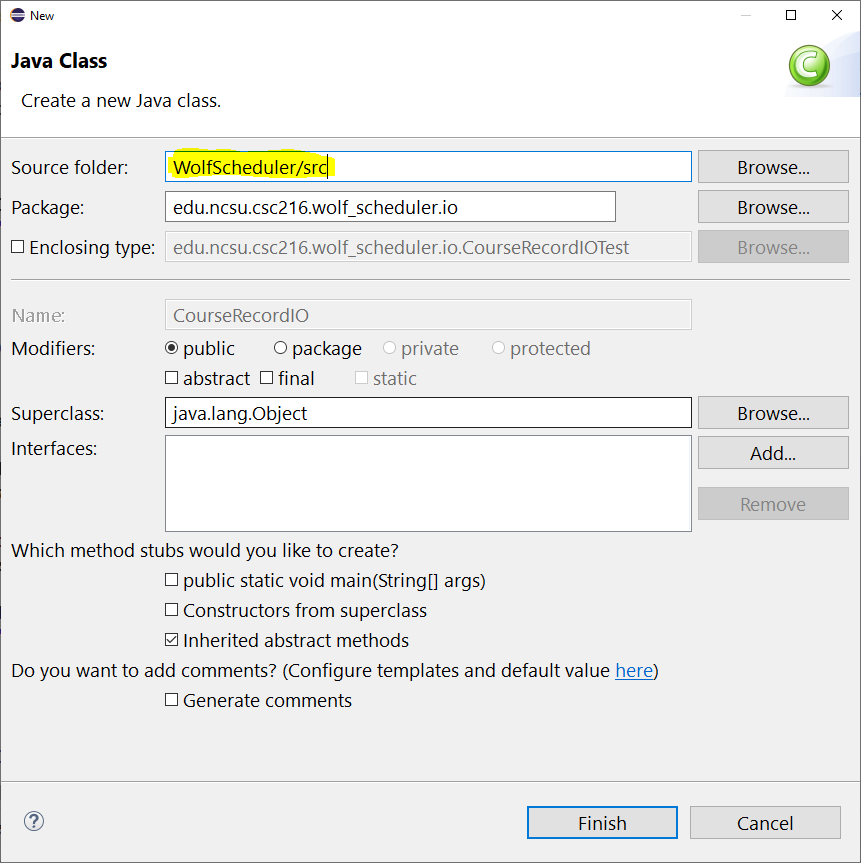 New
Java Class
Create a new Java class.
Source folder: WolfScheduler/src Browse...
Package: edu.ncsu.csc216.wolf_scheduler.io Browse...
Enclosing type: edu.ncsu.csc216.wolf_scheduler.io.CourseRecordIOTest Browse...
Name: CourseRecordIO
Modifiers: public package private protected
abstract final static
Superclass: java.lang.Object Browse...
Interfaces: Add...
Remove
Which method stubs would you like to create?
public static void main(String[] args)
Constructors from superclass
Inherited abstract methods
Do you want to add comments? (Configure templates and default value here)
Generate comments
? Finish Cancel